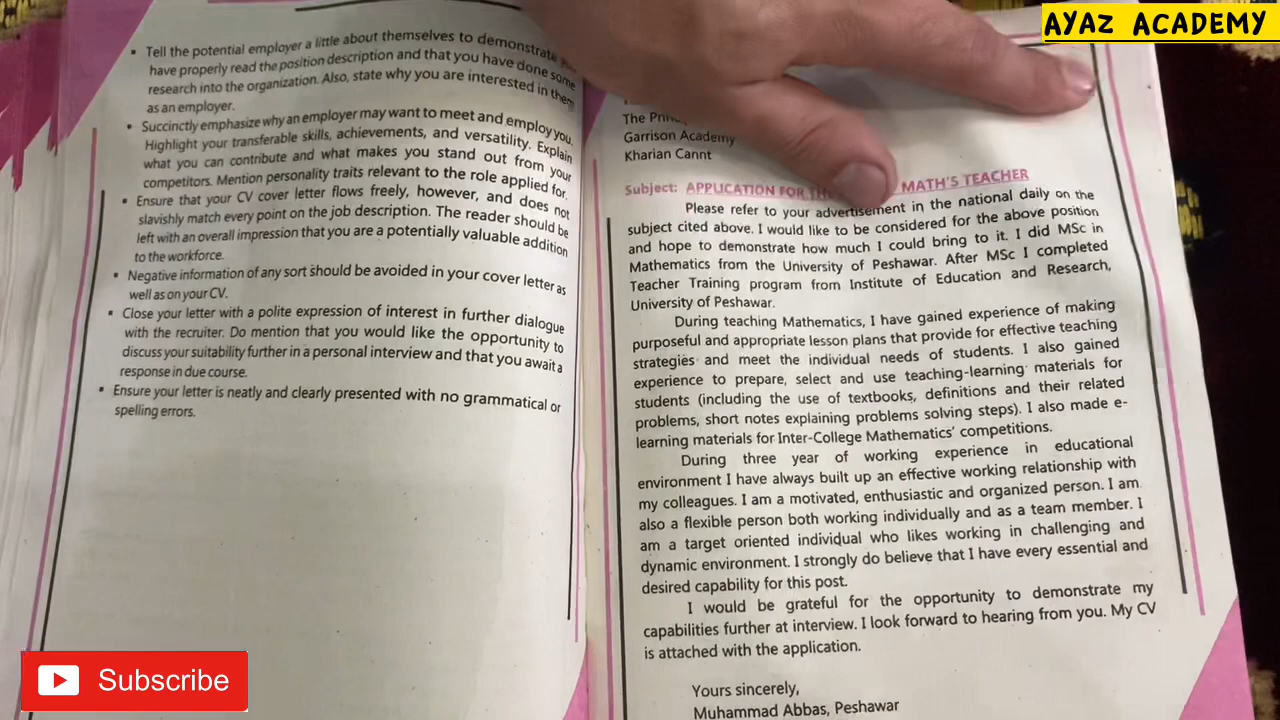 AYAZ ACADEMY
▪ Tell the potential employer a little about themselves to demonstrate
have properly read the position description and that you have done some
research into the organization. Also, state why you are interested in them
as an employer.
▪ Succinctly emphasize why an employer may want to meet and employ you.
Highlight your transferable skills, achievements, and versatility. Explain
what you can contribute and what makes you stand out from your
competitors. Mention personality traits relevant to the role applied for.
▪ Ensure that your CV cover letter flows freely, however, and does not
slavishly match every point on the job description. The reader should be
left with an overall impression that you are a potentially valuable addition
to the workforce.
▪ Negative information of any sort should be avoided in your cover letter as
well as on your CV.
▪ Close your letter with a polite expression of interest in further dialogue
with the recruiter. Do mention that you would like the opportunity to
discuss your suitability further in a personal interview and that you await a
response in due course.
▪ Ensure your letter is neatly and clearly presented with no grammatical or
spelling errors.
The
Garrison Academy
Kharian Cannt
Subject: APPLICATION FOR MATH'S TEACHER
Please refer to your advertisement in the national daily on the
subject cited above. I would like to be considered for the above position
and hope to demonstrate how much I could bring to it. I did MSc in
Mathematics from the University of Peshawar. After MSc I completed
Teacher Training program from Institute of Education and Research,
University of Peshawar.
During teaching Mathematics, I have gained experience of making
purposeful and appropriate lesson plans that provide for effective teaching
strategies and meet the individual needs of students. I also gained
experience to prepare, select and use teaching-learning materials for
students (including the use of textbooks, definitions and their related
problems, short notes explaining problems solving steps). I also made e-
learning materials for Inter-College Mathematics' competitions.
During three year of working experience in educational
environment I have always built up an effective working relationship with
my colleagues. I am a motivated, enthusiastic and organized person. I am
also a flexible person both working individually and as a team member. I
am a target oriented individual who likes working in challenging and
dynamic environment. I strongly do believe that I have every essential and
desired capability for this post.
I would be grateful for the opportunity to demonstrate my
capabilities further at interview. I look forward to hearing from you. My CV
is attached with the application.
Yours sincerely,
Muhammad Abbas, Peshawar
Subscribe